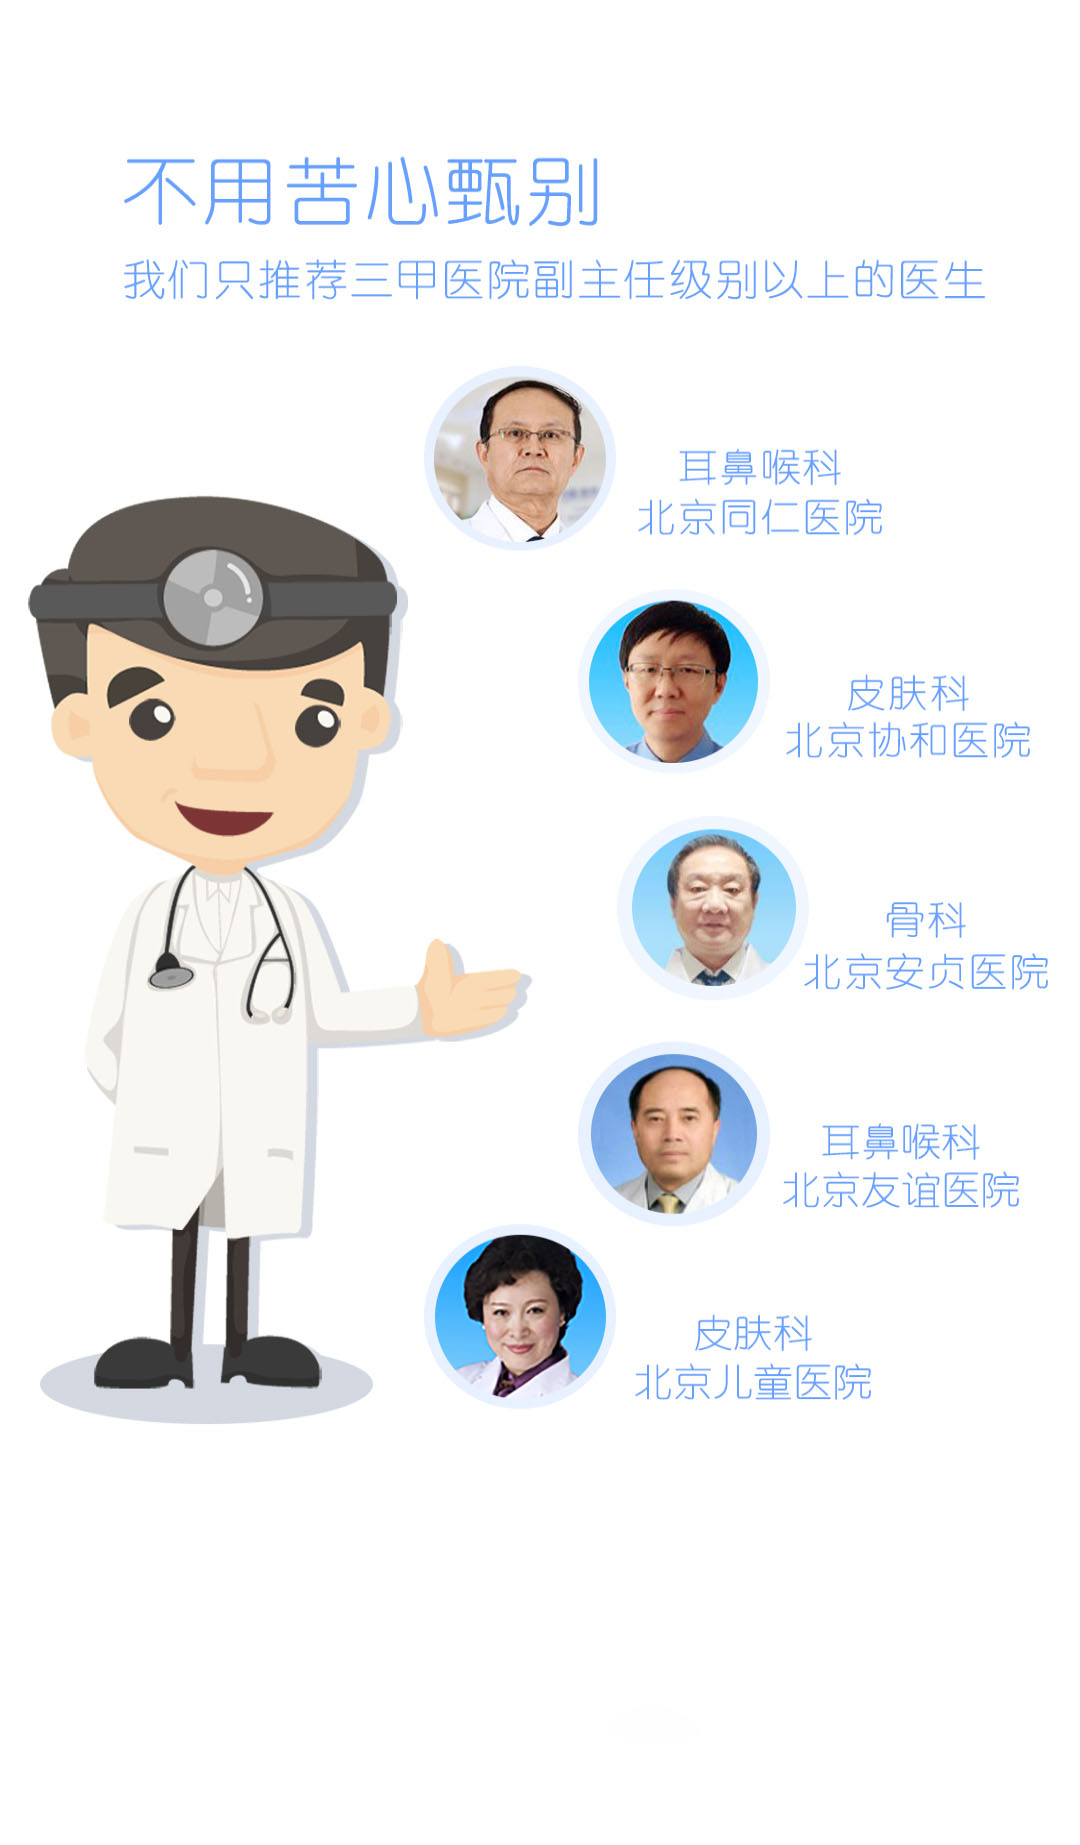 不用苦心甄别
我们只推荐三甲医院副主任级别以上的医生
耳鼻喉科
北京同仁医院
皮肤科
北京协和医院
骨科
北京安贞医院
耳鼻喉科
北京友谊医院
皮肤科
北京儿童医院